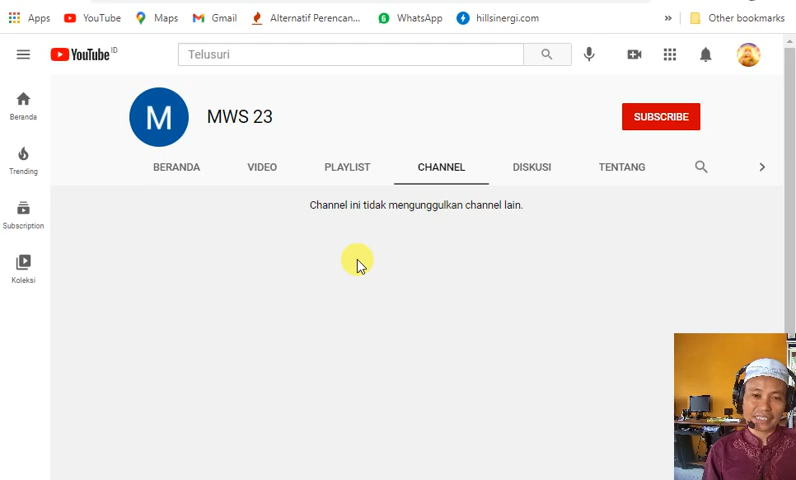 Apps YouTube Maps Gmail Alternatif Perencan... WhatsApp hillsinergi.com » Other bookmarks
YouTube ID Telusuri
M MWS 23 SUBSCRIBE
Beranda
BERANDA VIDEO PLAYLIST CHANNEL DISKUSI TENTANG
Trending
Channel ini tidak mengunggulkan channel lain.
Subscription
Koleksi